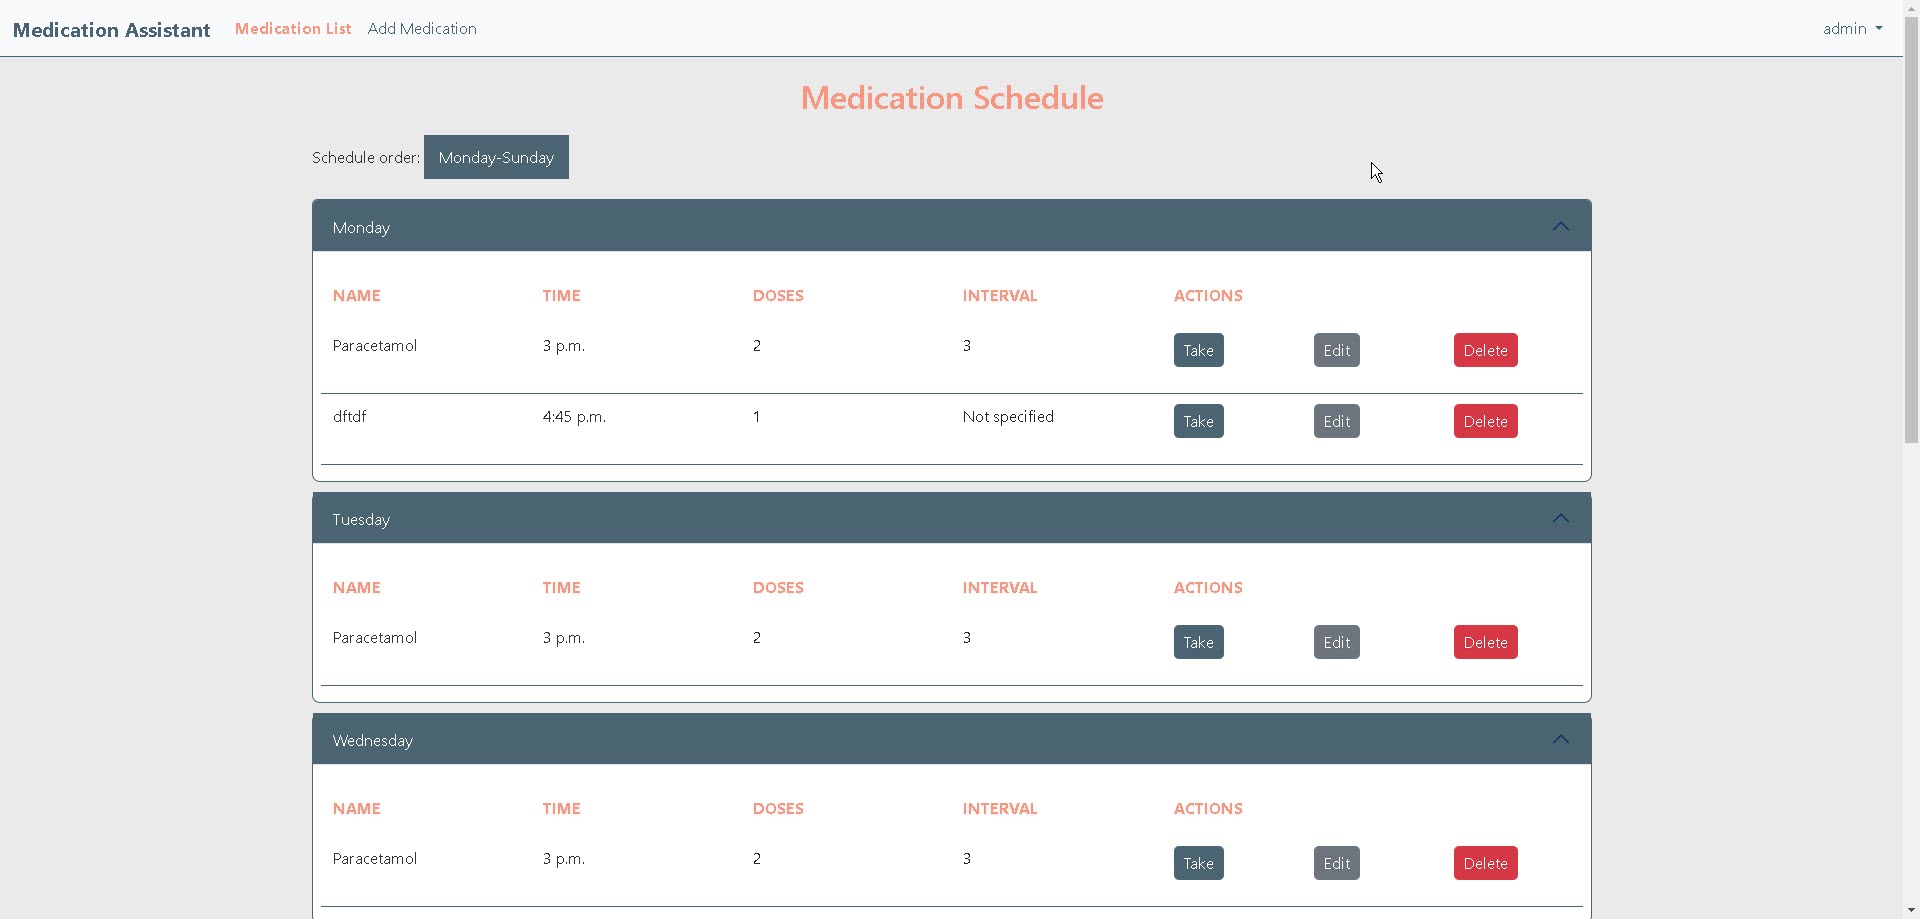 Medication Assistant Medication List Add Medication admin
Medication Schedule
Schedule order: Monday-Sunday
Monday
NAME TIME DOSES INTERVAL ACTIONS
Paracetamol 3 p.m. 2 3 Take Edit Delete
dftdf 4:45 p.m. 1 Not specified Take Edit Delete
Tuesday
NAME TIME DOSES INTERVAL ACTIONS
Paracetamol 3 p.m. 2 3 Take Edit Delete
Wednesday
NAME TIME DOSES INTERVAL ACTIONS
Paracetamol 3 p.m. 2 3 Take Edit Delete